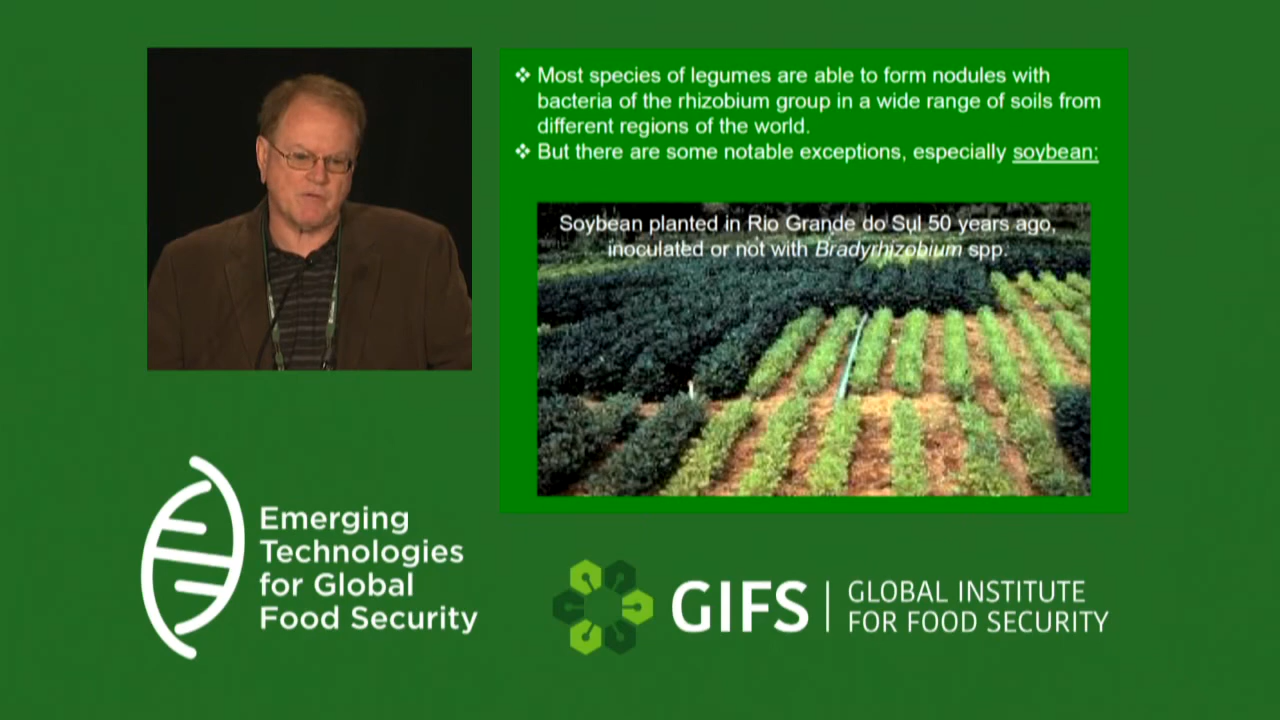 ❖ Most species of legumes are able to form nodules with
bacteria of the rhizobium group in a wide range of soils from
different regions of the world.
❖ But there are some notable exceptions, especially soybean:
Soybean planted in Rio Grande do Sul 50 years ago,
inoculated or not with Bradyrhizobium spp.
Emerging
Technologies
for Global
Food Security
GIFS
GLOBAL INSTITUTE
FOR FOOD SECURITY